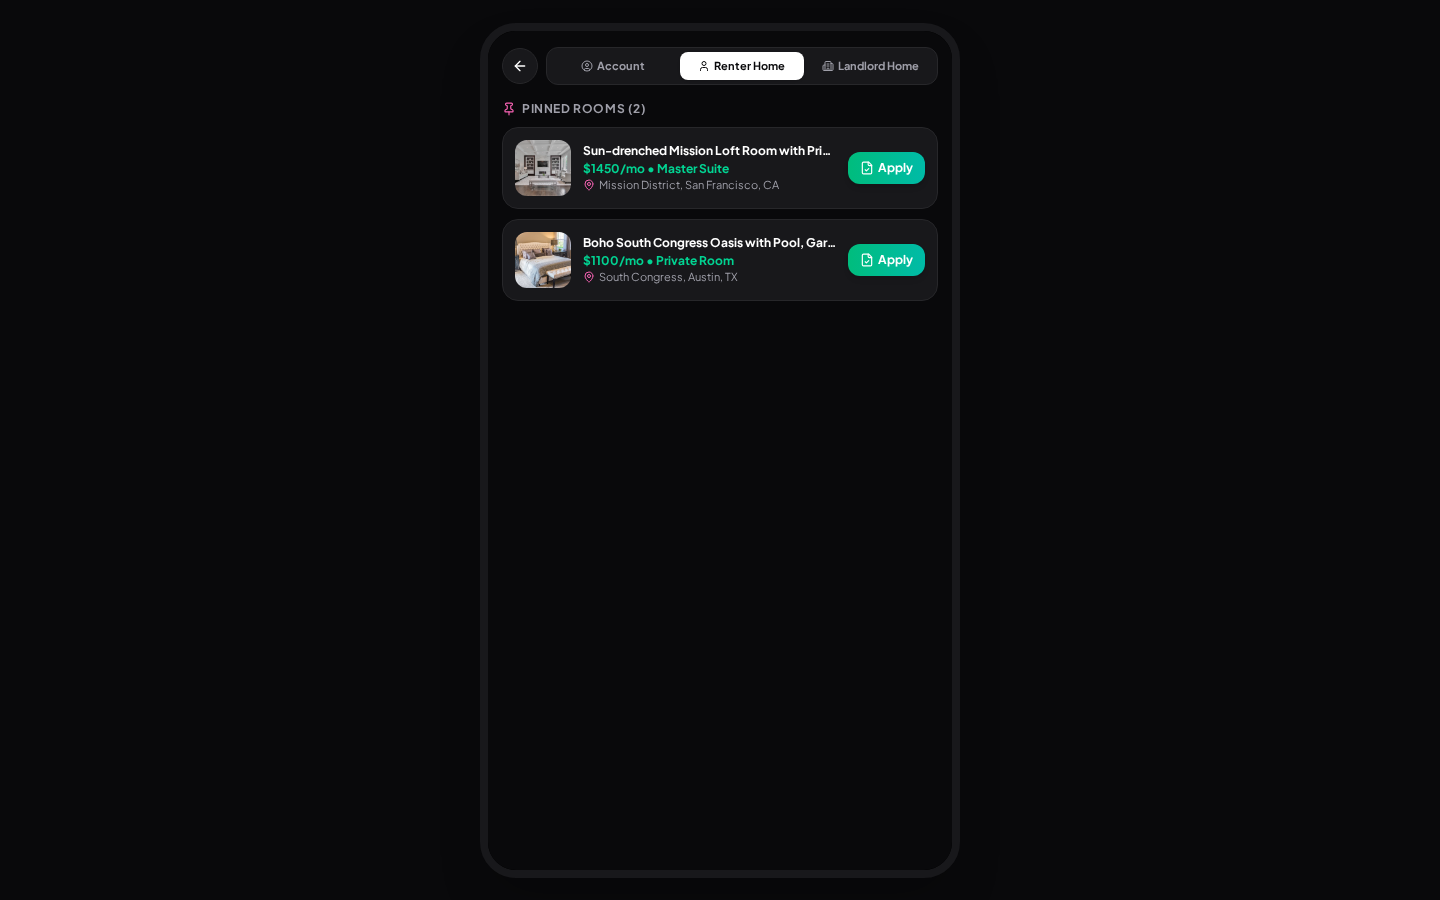 Account
Renter Home
Landlord Home
PINNED ROOMS (2)
Sun-drenched Mission Loft Room with Pri...
$1450/mo • Master Suite
Mission District, San Francisco, CA
Apply
Boho South Congress Oasis with Pool, Gar...
$1100/mo • Private Room
South Congress, Austin, TX
Apply